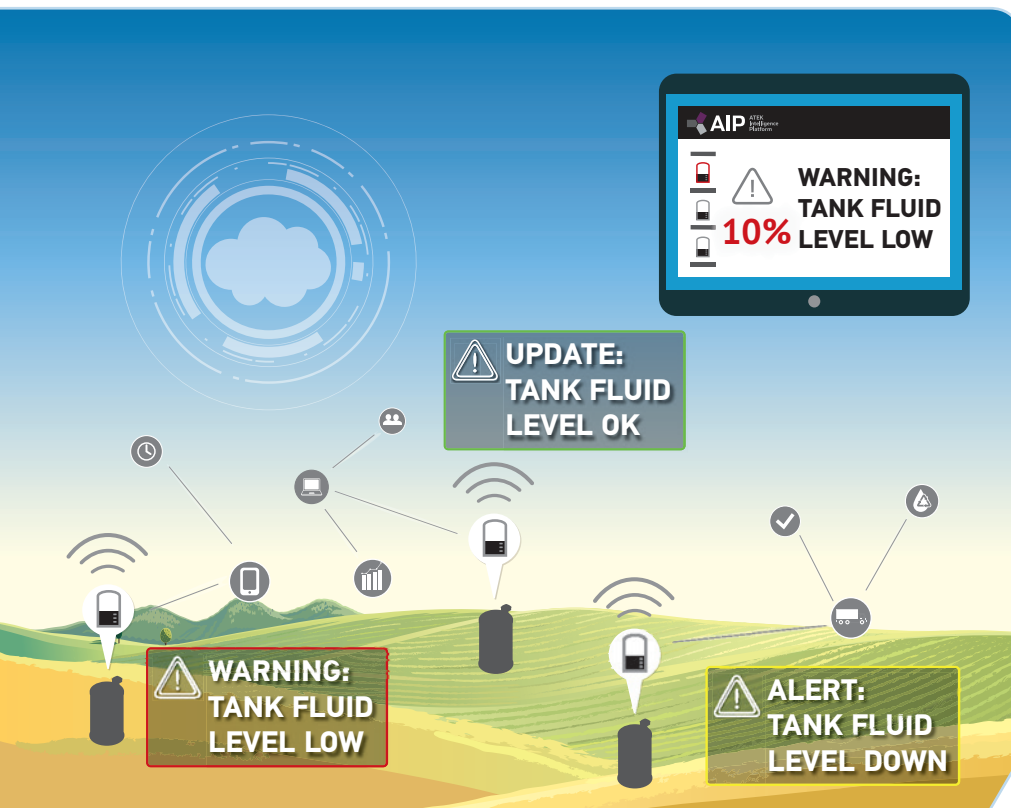 AIP ATEK
Intelligence
Platform
WARNING:
TANK FLUID
10% LEVEL LOW
UPDATE:
TANK FLUID
LEVEL OK
WARNING:
TANK FLUID
LEVEL LOW
ALERT:
TANK FLUID
LEVEL DOWN